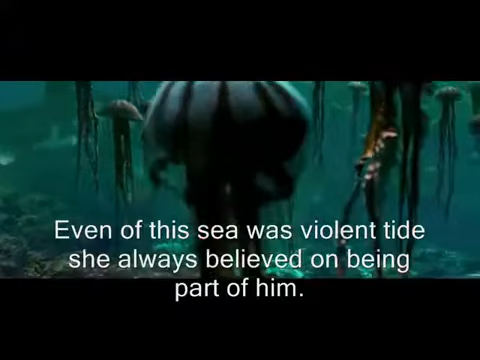 Even of this sea was violent tide
she always believed on being
part of him.